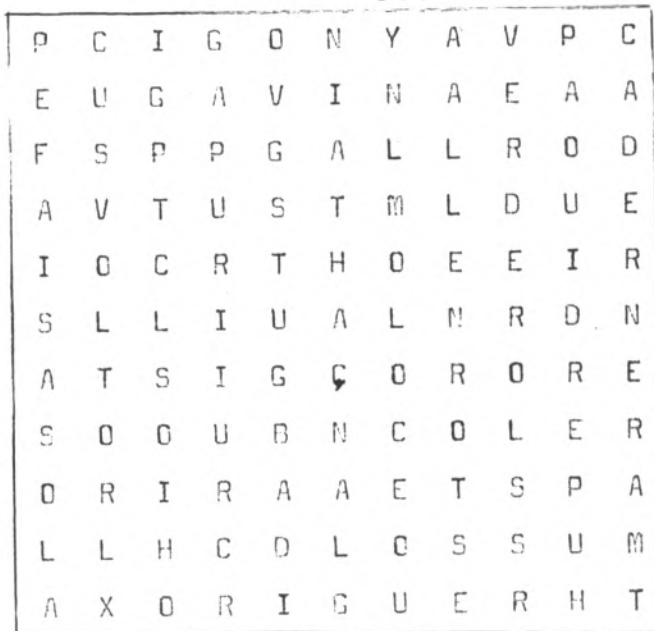 P C I G O N Y A V P C
E U G A V I N A E A A
F S P P G A L L R O D
A V T U S T M L D U E
I O C R T H O E E I R
S L L I U A L N R D N
A T S I G Ç O R O R E
S O O U B N C O L E R
O R I R A A E T S P A
L L H C D L O S S U M
A X O R I G U E R H T